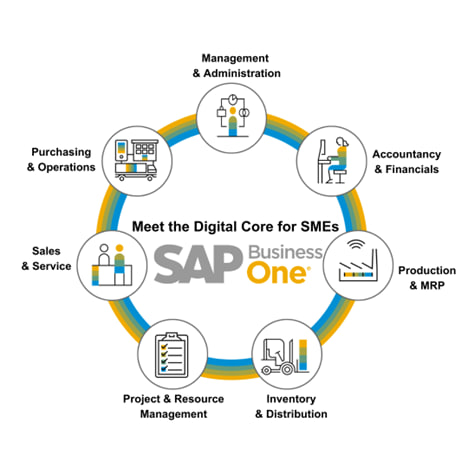 Management
& Administration
Purchasing
& Operations
Accountancy
& Financials
Meet the Digital Core for SMEs
SAP Business
One®
Sales
& Service
Production
& MRP
Project & Resource
Management
Inventory
& Distribution